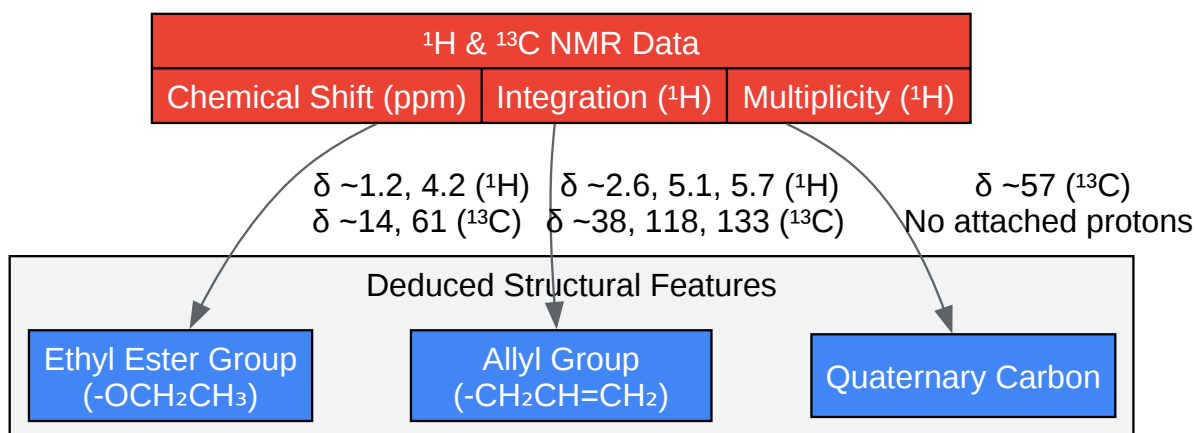 ¹H & ¹³C NMR Data
Chemical Shift (ppm)
Integration (¹H)
Multiplicity (¹H)
δ ~1.2, 4.2 (¹H)
δ ~14, 61 (¹³C)
δ ~2.6, 5.1, 5.7 (¹H)
δ ~38, 118, 133 (¹³C)
δ ~57 (¹³C)
No attached protons
Deduced Structural Features
Ethyl Ester Group
(-OCH₂CH₃)
Allyl Group
(-CH₂CH=CH₂)
Quaternary Carbon